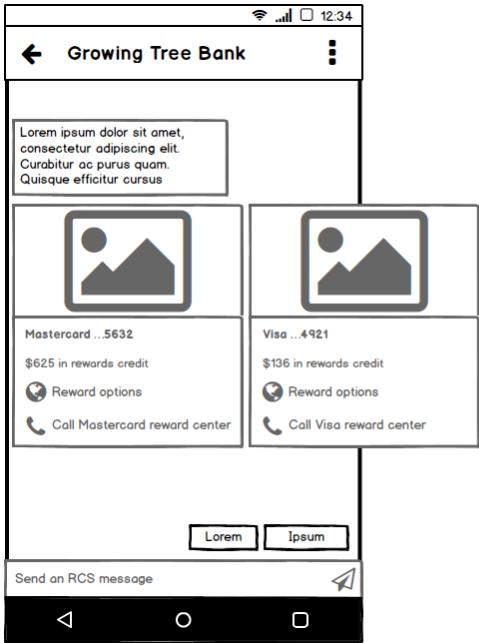 12:34
Growing Tree Bank
Lorem ipsum dolor sit amet,
consectetur adipiscing elit.
Curabitur ac purus quam.
Quisque efficitur cursus
Mastercard ...5632
$625 in rewards credit
Reward options
Call Mastercard reward center
Visa ...4921
$136 in rewards credit
Reward options
Call Visa reward center
Lorem
Ipsum
Send an RCS message